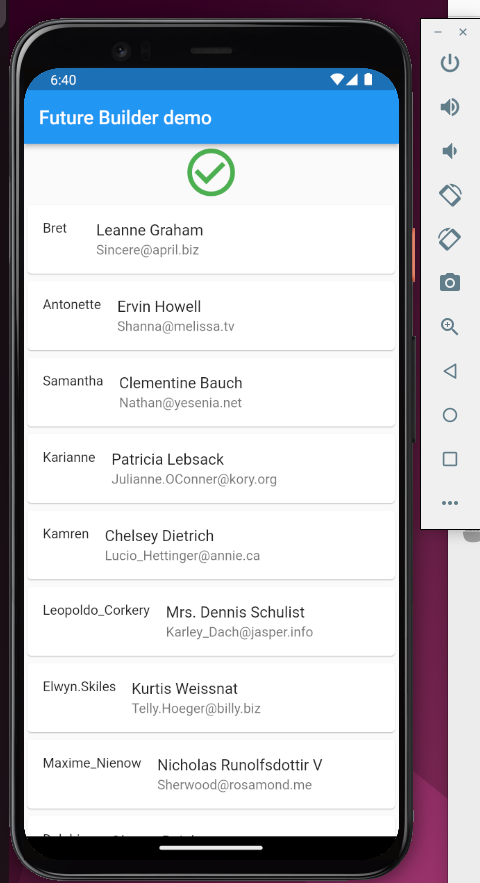 6:40
Future Builder demo
Bret
Leanne Graham
Sincere@april.biz
Antonette
Ervin Howell
Shanna@melissa.tv
Samantha
Clementine Bauch
Nathan@yesenia.net
Karianne
Patricia Lebsack
Julianne.OConner@kory.org
Kamren
Chelsey Dietrich
Lucio_Hettinger@annie.ca
Leopoldo_Corkery
Mrs. Dennis Schulist
Karley_Dach@jasper.info
Elwyn.Skiles
Kurtis Weissnat
Telly.Hoeger@billy.biz
Maxime_Nienow
Nicholas Runolfsdottir V
Sherwood@rosamond.me